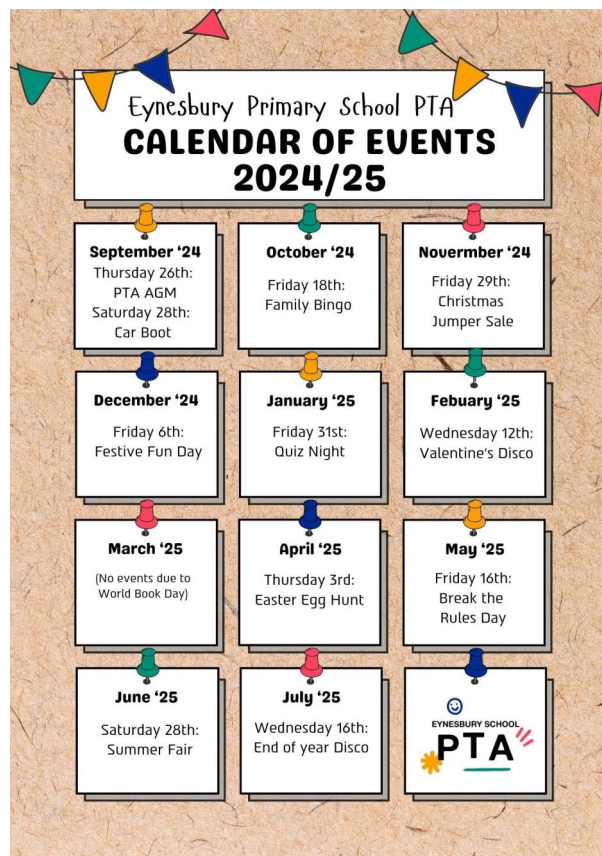 Eynesbury Primary School PTA
CALENDAR OF EVENTS
2024/25
September ‘24
Thursday 26th:
PTA AGM
Saturday 28th:
Car Boot
October ‘24
Friday 18th:
Family Bingo
Novermber ‘24
Friday 29th:
Christmas
Jumper Sale
December ‘24
Friday 6th:
Festive Fun Day
January ‘25
Friday 31st:
Quiz Night
Febuary ‘25
Wednesday 12th:
Valentine's Disco
March ‘25
(No events due to
World Book Day)
April ‘25
Thursday 3rd:
Easter Egg Hunt
May ‘25
Friday 16th:
Break the
Rules Day
June ‘25
Saturday 28th:
Summer Fair
July ‘25
Wednesday 16th:
End of year Disco
EYNESBURY SCHOOL
PTA